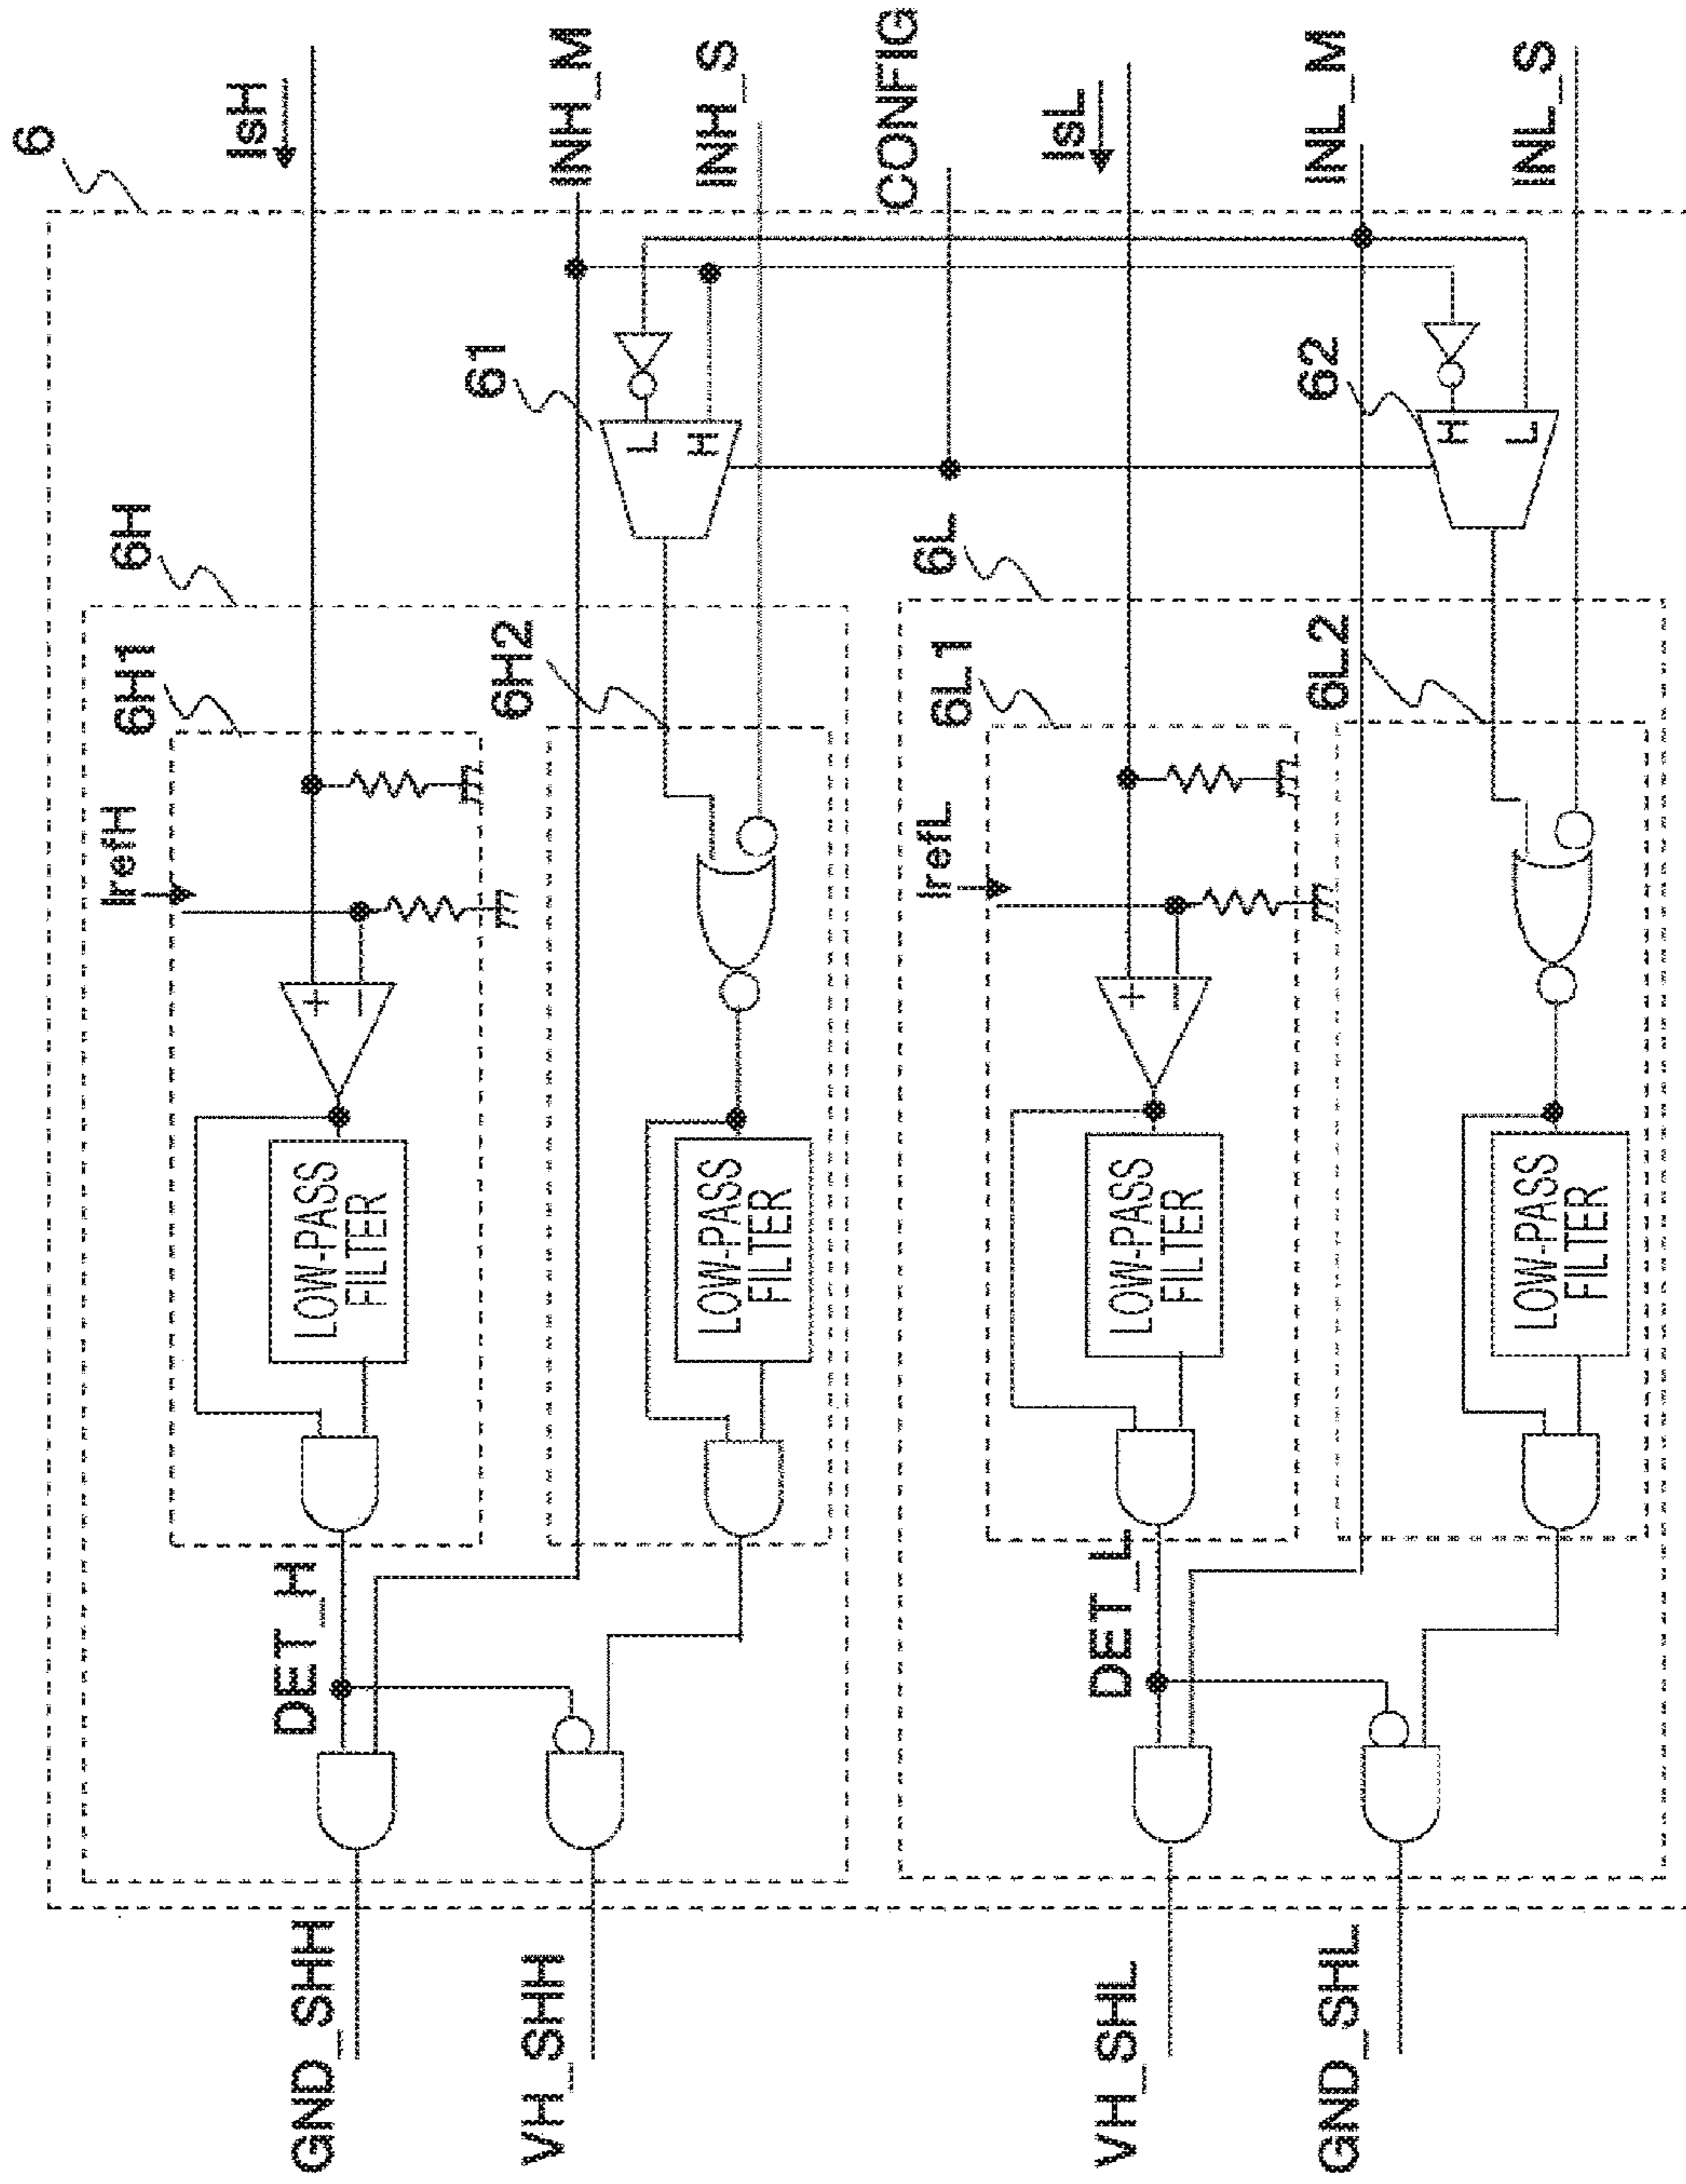 6
IsH
INH_M
INH_S
CONFIG
IsL
INL_M
INL_S
61
L
H
62
H
L
6H
6H1
6H2
6L
6L1
6L2
IrefH
IrefL
+
−
+
−
LOW-PASS
FILTER
LOW-PASS
FILTER
LOW-PASS
FILTER
LOW-PASS
FILTER
DET_H
DET_L
GND_SHH
VH_SHH
VH_SHL
GND_SHL